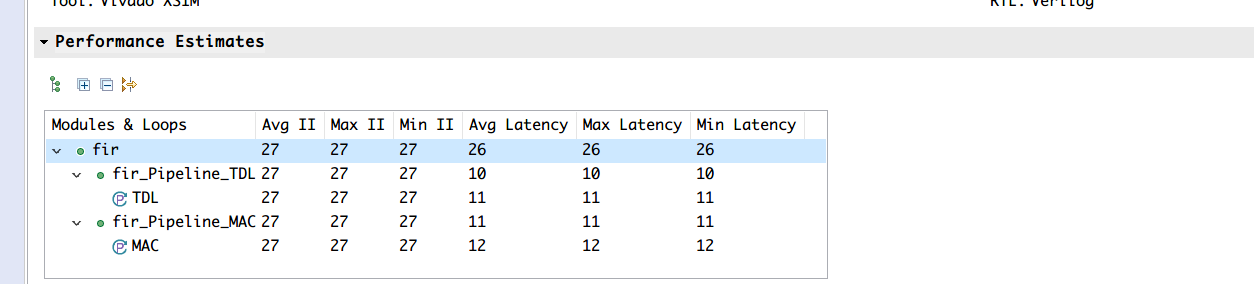 Tool: Vivado XSIM RTL: Verilog
Performance Estimates
Modules & Loops Avg II Max II Min II Avg Latency Max Latency Min Latency
fir 27 27 27 26 26 26
fir_Pipeline_TDL 27 27 27 10 10 10
TDL 27 27 27 11 11 11
fir_Pipeline_MAC 27 27 27 11 11 11
MAC 27 27 27 12 12 12